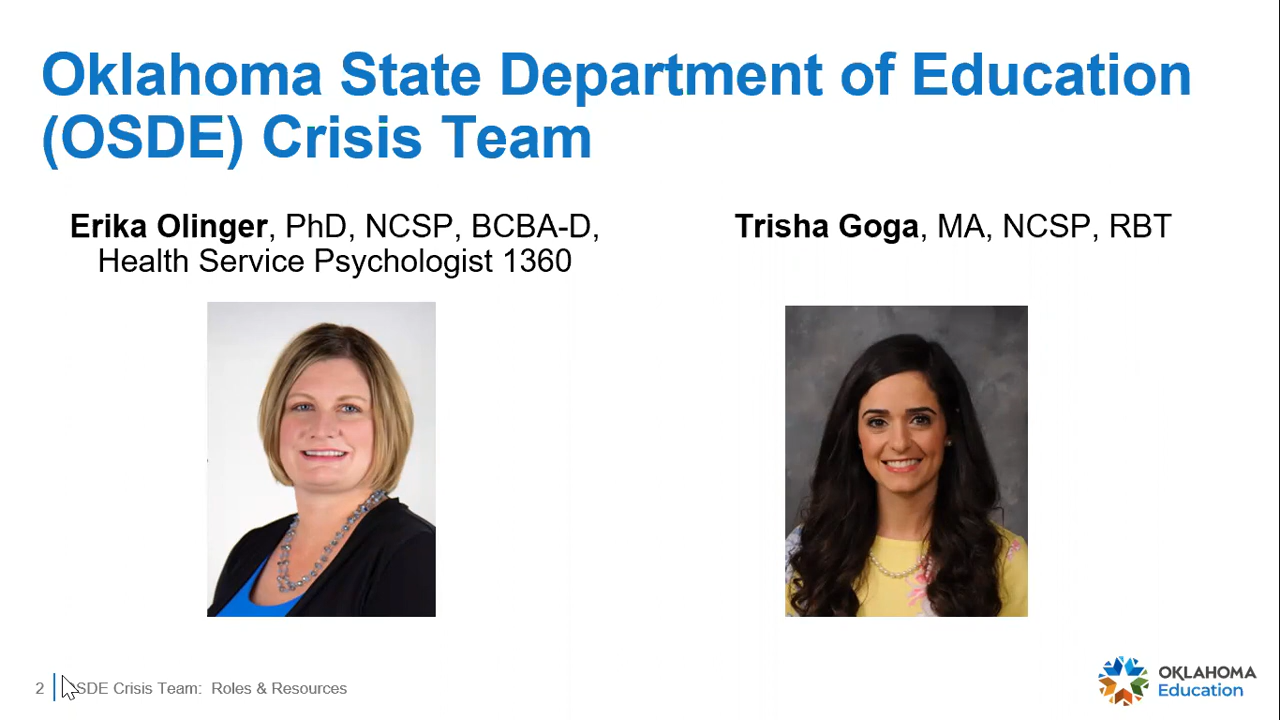 Oklahoma State Department of Education
(OSDE) Crisis Team
Erika Olinger, PhD, NCSP, BCBA-D,
Health Service Psychologist 1360
Trisha Goga, MA, NCSP, RBT
2
SDE Crisis Team: Roles & Resources
OKLAHOMA
Education